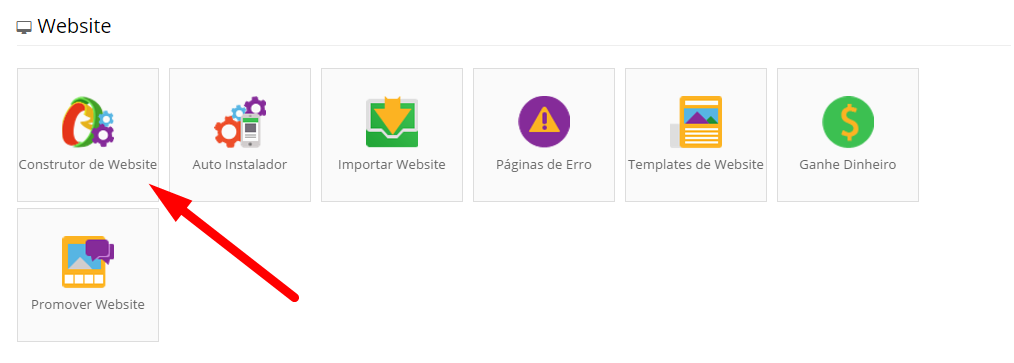 Website
Construtor de Website
Auto Instalador
Importar Website
Páginas de Erro
Templates de Website
Ganhe Dinheiro
Promover Website